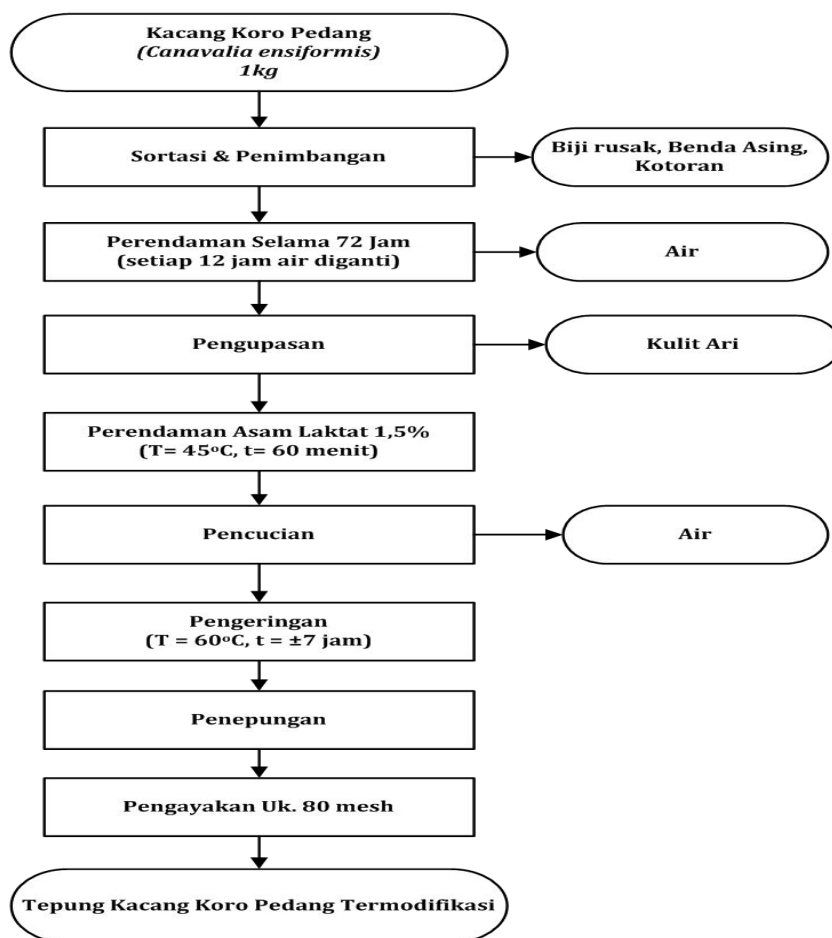 Kacang Koro Pedang
(Canavalia ensiformis)
1kg
Sortasi & Penimbangan
Biji rusak, Benda Asing,
Kotoran
Perendaman Selama 72 Jam
(setiap 12 jam air diganti)
Air
Pengupasan
Kulit Ari
Perendaman Asam Laktat 1,5%
(T= 45°C, t= 60 menit)
Pencucian
Air
Pengeringan
(T = 60°C, t = ±7 jam)
Penepungan
Pengayakan Uk. 80 mesh
Tepung Kacang Koro Pedang Termodifikasi